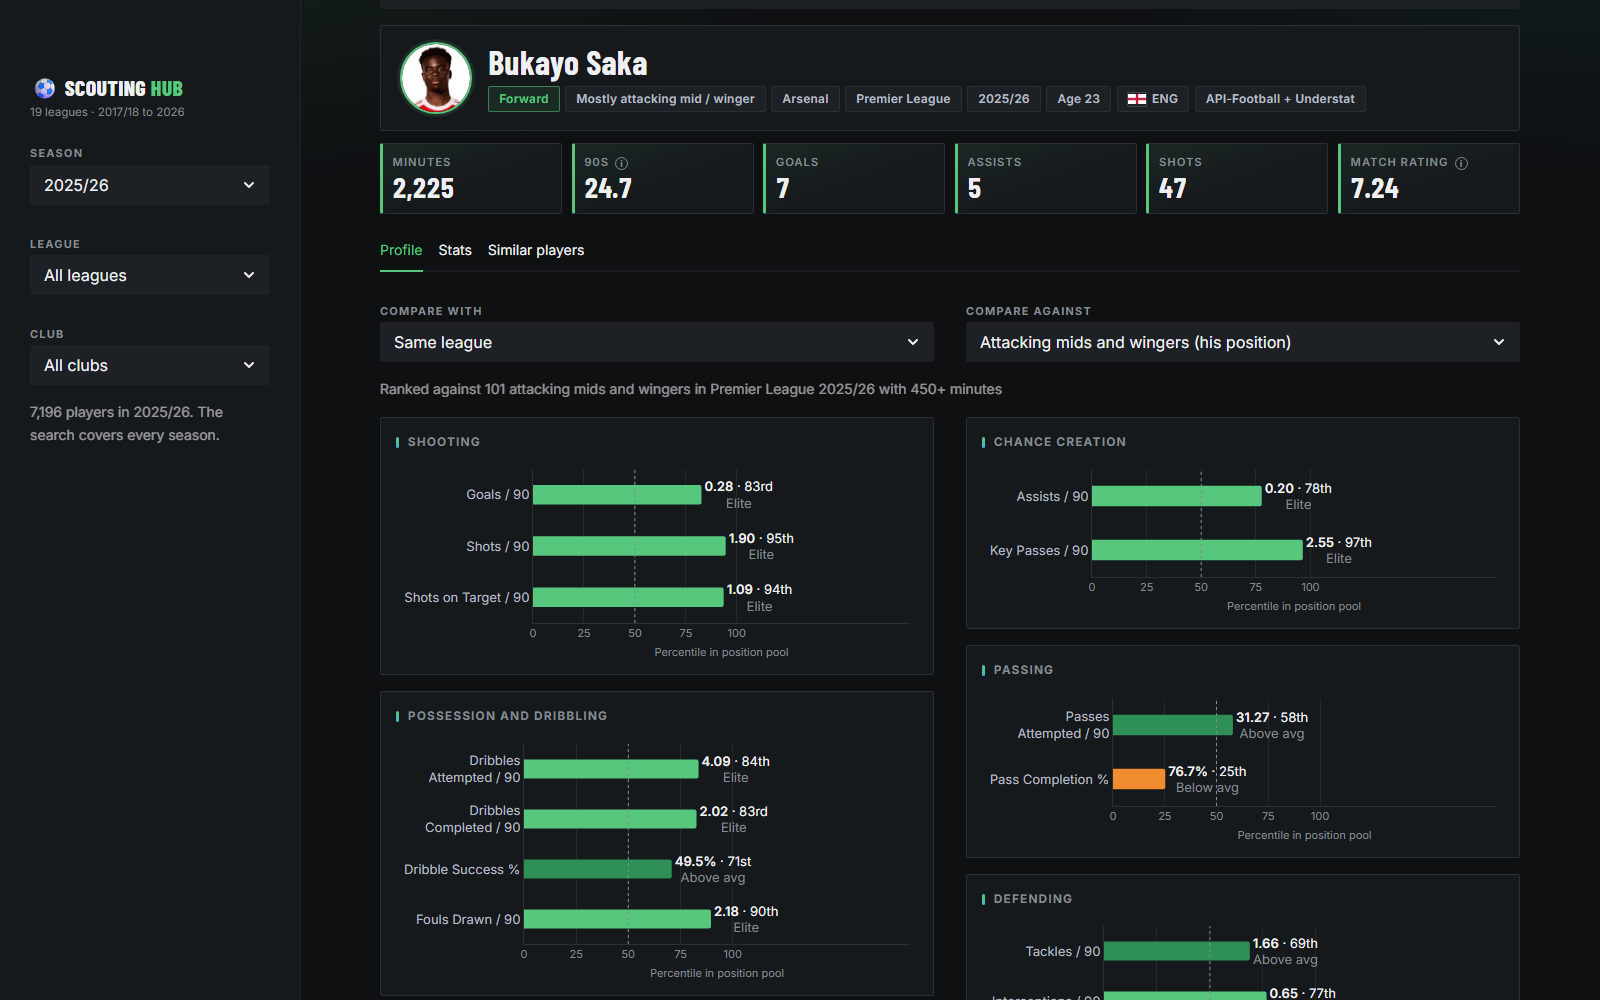 SCOUTING HUB
19 leagues · 2017/18 to 2026
SEASON
2025/26
LEAGUE
All leagues
CLUB
All clubs
7,196 players in 2025/26. The
search covers every season.
Bukayo Saka
Forward
Mostly attacking mid / winger
Arsenal
Premier League
2025/26
Age 23
ENG
API-Football + Understat
MINUTES
2,225
90S
24.7
GOALS
7
ASSISTS
5
SHOTS
47
MATCH RATING
7.24
Profile
Stats
Similar players
COMPARE WITH
Same league
COMPARE AGAINST
Attacking mids and wingers (his position)
Ranked against 101 attacking mids and wingers in Premier League 2025/26 with 450+ minutes
SHOOTING
Goals / 90
0.28 · 83rd
Elite
Shots / 90
1.90 · 95th
Elite
Shots on Target / 90
1.09 · 94th
Elite
0 25 50 75 100
Percentile in position pool
POSSESSION AND DRIBBLING
Dribbles
Attempted / 90
4.09 · 84th
Elite
Dribbles
Completed / 90
2.02 · 83rd
Elite
Dribble Success %
49.5% · 71st
Above avg
Fouls Drawn / 90
2.18 · 90th
Elite
0 25 50 75 100
Percentile in position pool
CHANCE CREATION
Assists / 90
0.20 · 78th
Elite
Key Passes / 90
2.55 · 97th
Elite
0 25 50 75 100
Percentile in position pool
PASSING
Passes
Attempted / 90
31.27 · 58th
Above avg
Pass Completion %
76.7% · 25th
Below avg
0 25 50 75 100
Percentile in position pool
DEFENDING
Tackles / 90
1.66 · 69th
Above avg
Interceptions / 90
0.65 · 77th